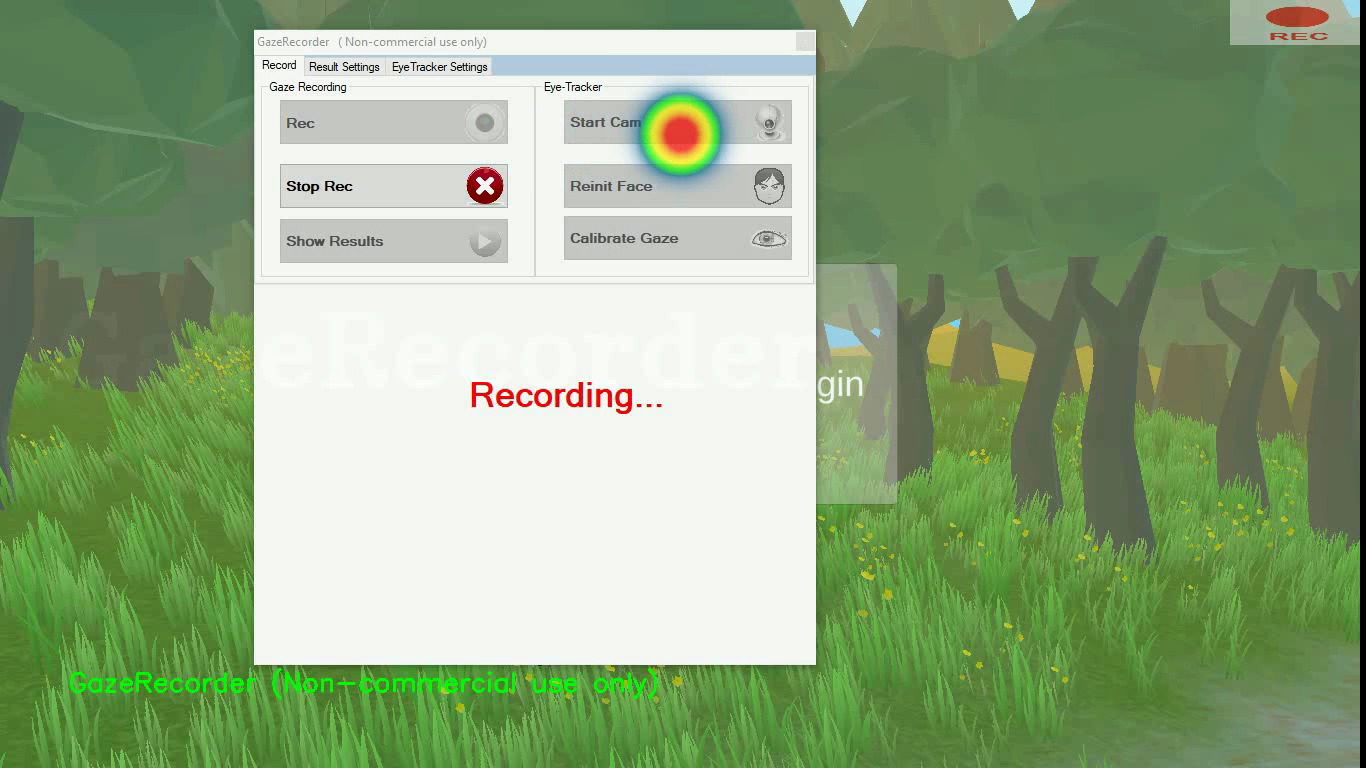 GazeRecorder ( Non-commercial use only)
REC
Record Result Settings EyeTracker Settings
Gaze Recording
Eye-Tracker
Rec
Start Cam
Stop Rec
Reinit Face
Show Results
Calibrate Gaze
GazeRecorder
gin
Recording...
GazeRecorder (Non-commercial use only)